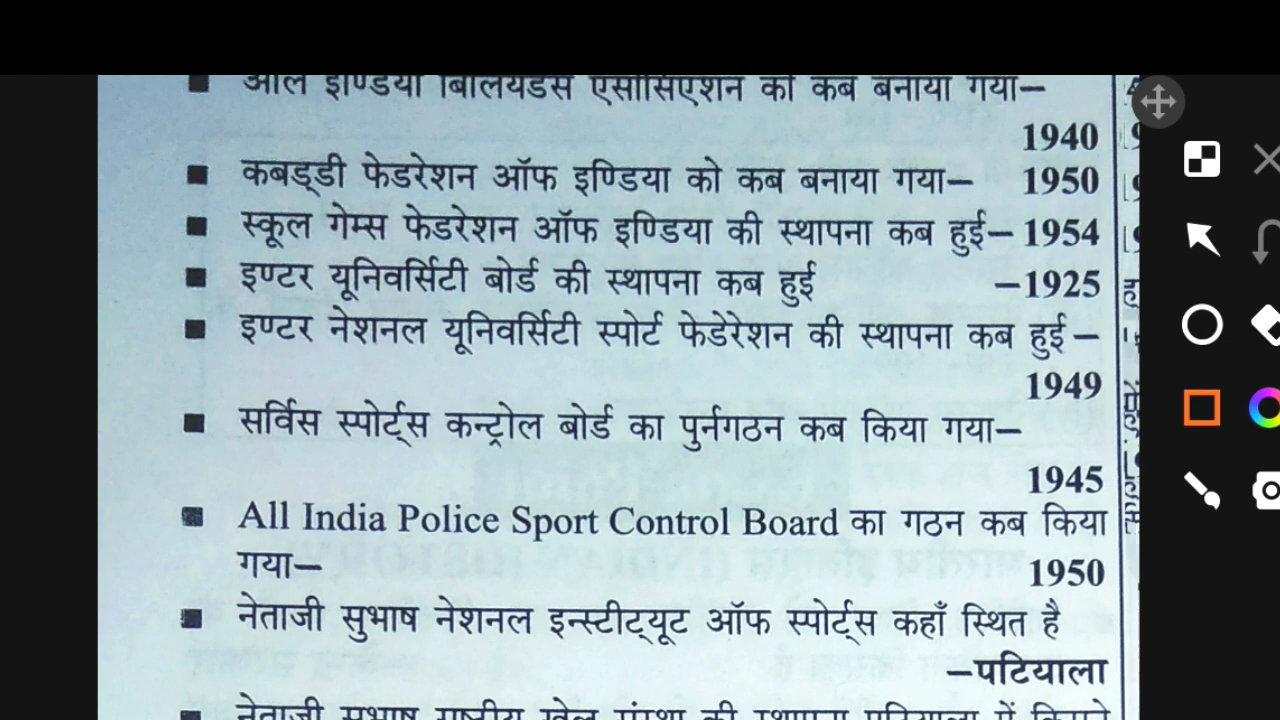 ऑल इण्डिया बिलियर्डस एसोसिएशन को कब बनाया गया–
1940
■ कबड्डी फेडरेशन ऑफ इण्डिया को कब बनाया गया– 1950
■ स्कूल गेम्स फेडरेशन ऑफ इण्डिया की स्थापना कब हुई– 1954
■ इण्टर यूनिवर्सिटी बोर्ड की स्थापना कब हुई –1925
■ इण्टर नेशनल यूनिवर्सिटी स्पोर्ट फेडेरेशन की स्थापना कब हुई –
1949
■ सर्विस स्पोर्ट्स कन्ट्रोल बोर्ड का पुर्नगठन कब किया गया–
1945
■ All India Police Sport Control Board का गठन कब किया
गया– 1950
■ नेताजी सुभाष नेशनल इन्स्टीट्यूट ऑफ स्पोर्ट्स कहाँ स्थित है
–पटियाला